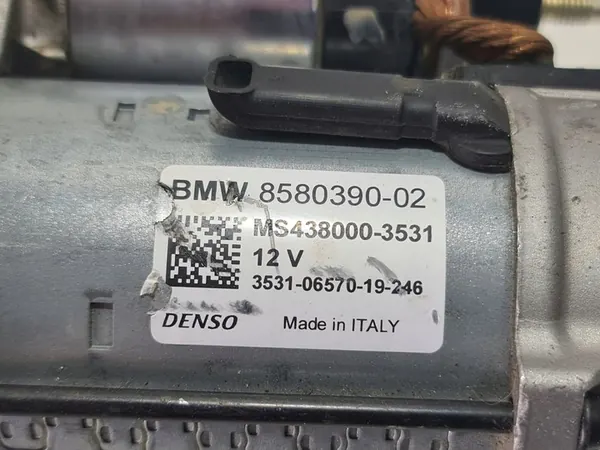 BMW 8580390-02
MS438000-3531
12 V
3531-06570-19-246
DENSO Made in ITALY